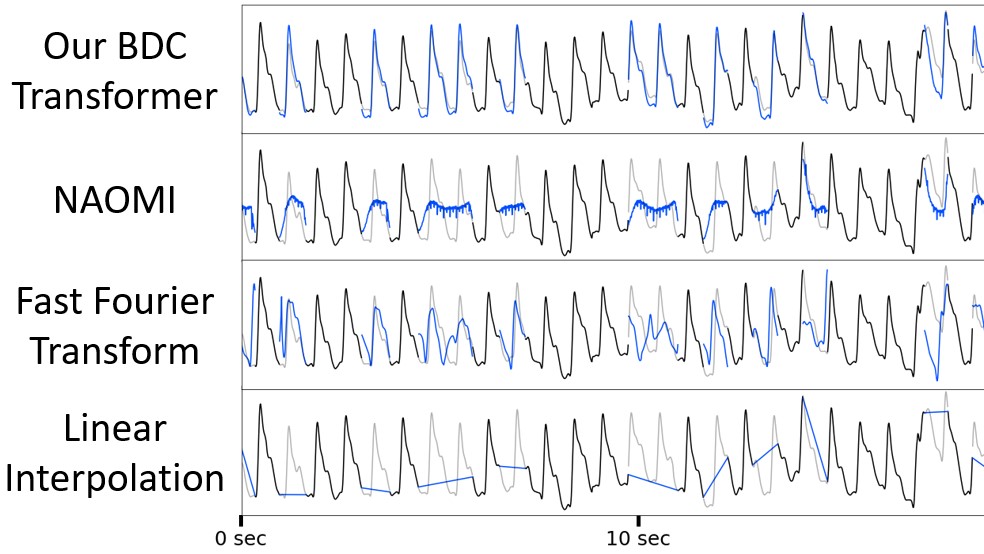 Our BDC
Transformer
NAOMI
Fast Fourier
Transform
Linear
Interpolation
0 sec
10 sec